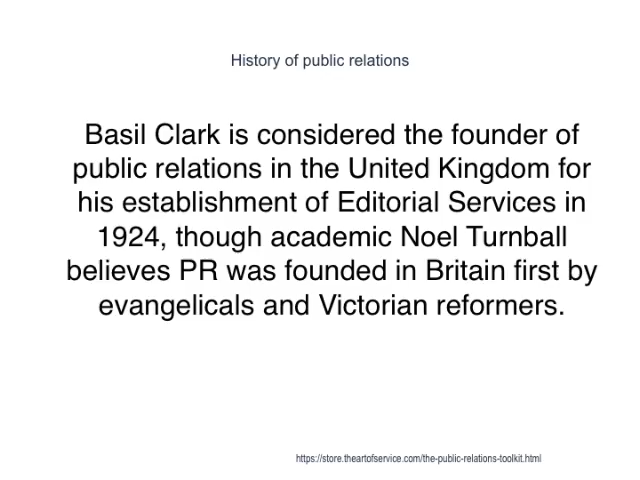 History of public relations
Basil Clark is considered the founder of
public relations in the United Kingdom for
his establishment of Editorial Services in
1924, though academic Noel Turnball
believes PR was founded in Britain first by
evangelicals and Victorian reformers.
https://store.theartofservice.com/the-public-relations-toolkit.html